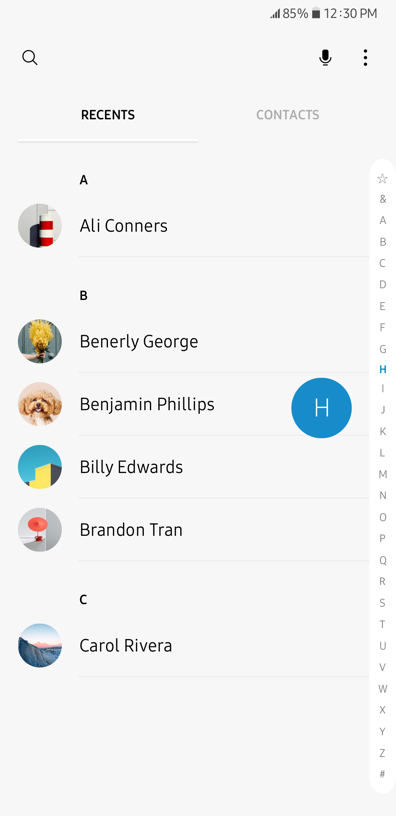 85% 12:30 PM
RECENTS CONTACTS
A
Ali Conners
B
Benerly George
Benjamin Phillips
H
Billy Edwards
Brandon Tran
C
Carol Rivera
☆
&
A
B
C
D
E
F
G
H
I
J
K
L
M
N
O
P
Q
R
S
T
U
V
W
X
Y
Z
#